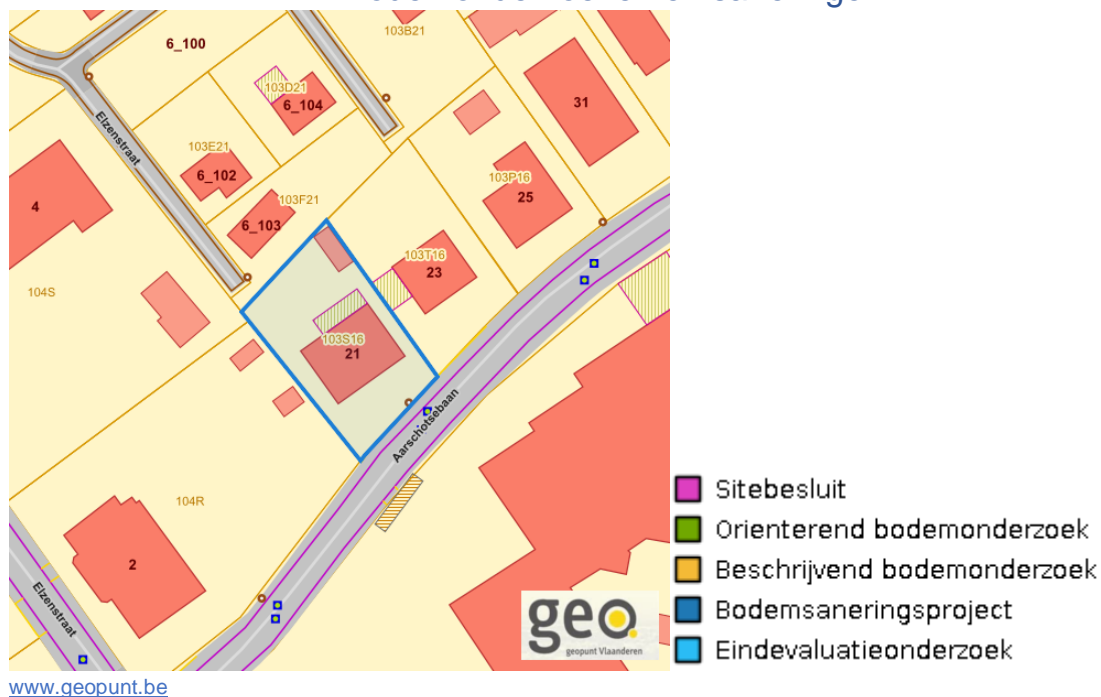 6_100
103B21
103D21
6_104
31
Elzenstraat
103E21
6_102
103P16
25
4
103F21
6_103
103T16
23
104S
103S16
21
Aarschotsebaan
104R
2
Elzenstraat
geo.
geopunt Vlaanderen
Sitebesluit
Orienterend bodemonderzoek
Beschrijvend bodemonderzoek
Bodemsaneringsproject
Eindevaluatieonderzoek
www.geopunt.be